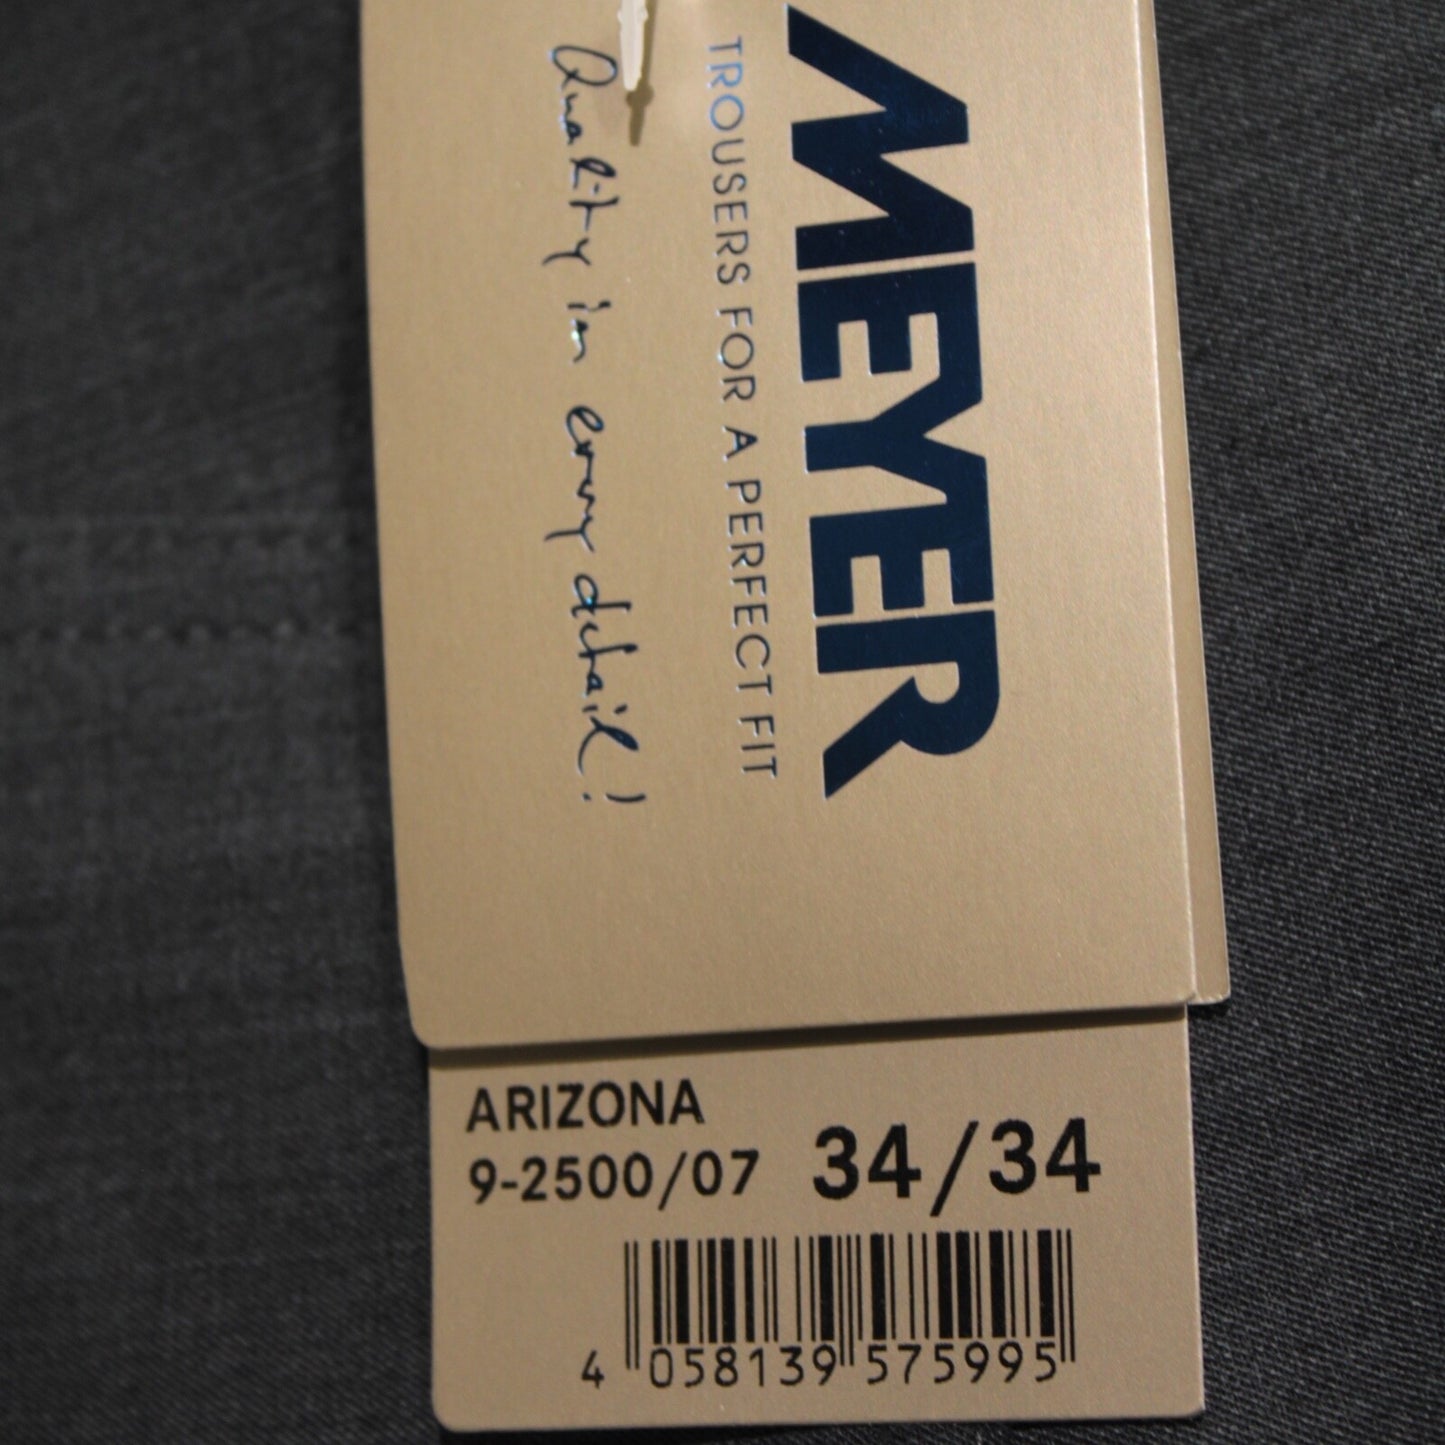 MEYER
TROUSERS FOR A PERFECT FIT
Quality in every detail!
ARIZONA
9-2500/07 34/34
4 058139 575995